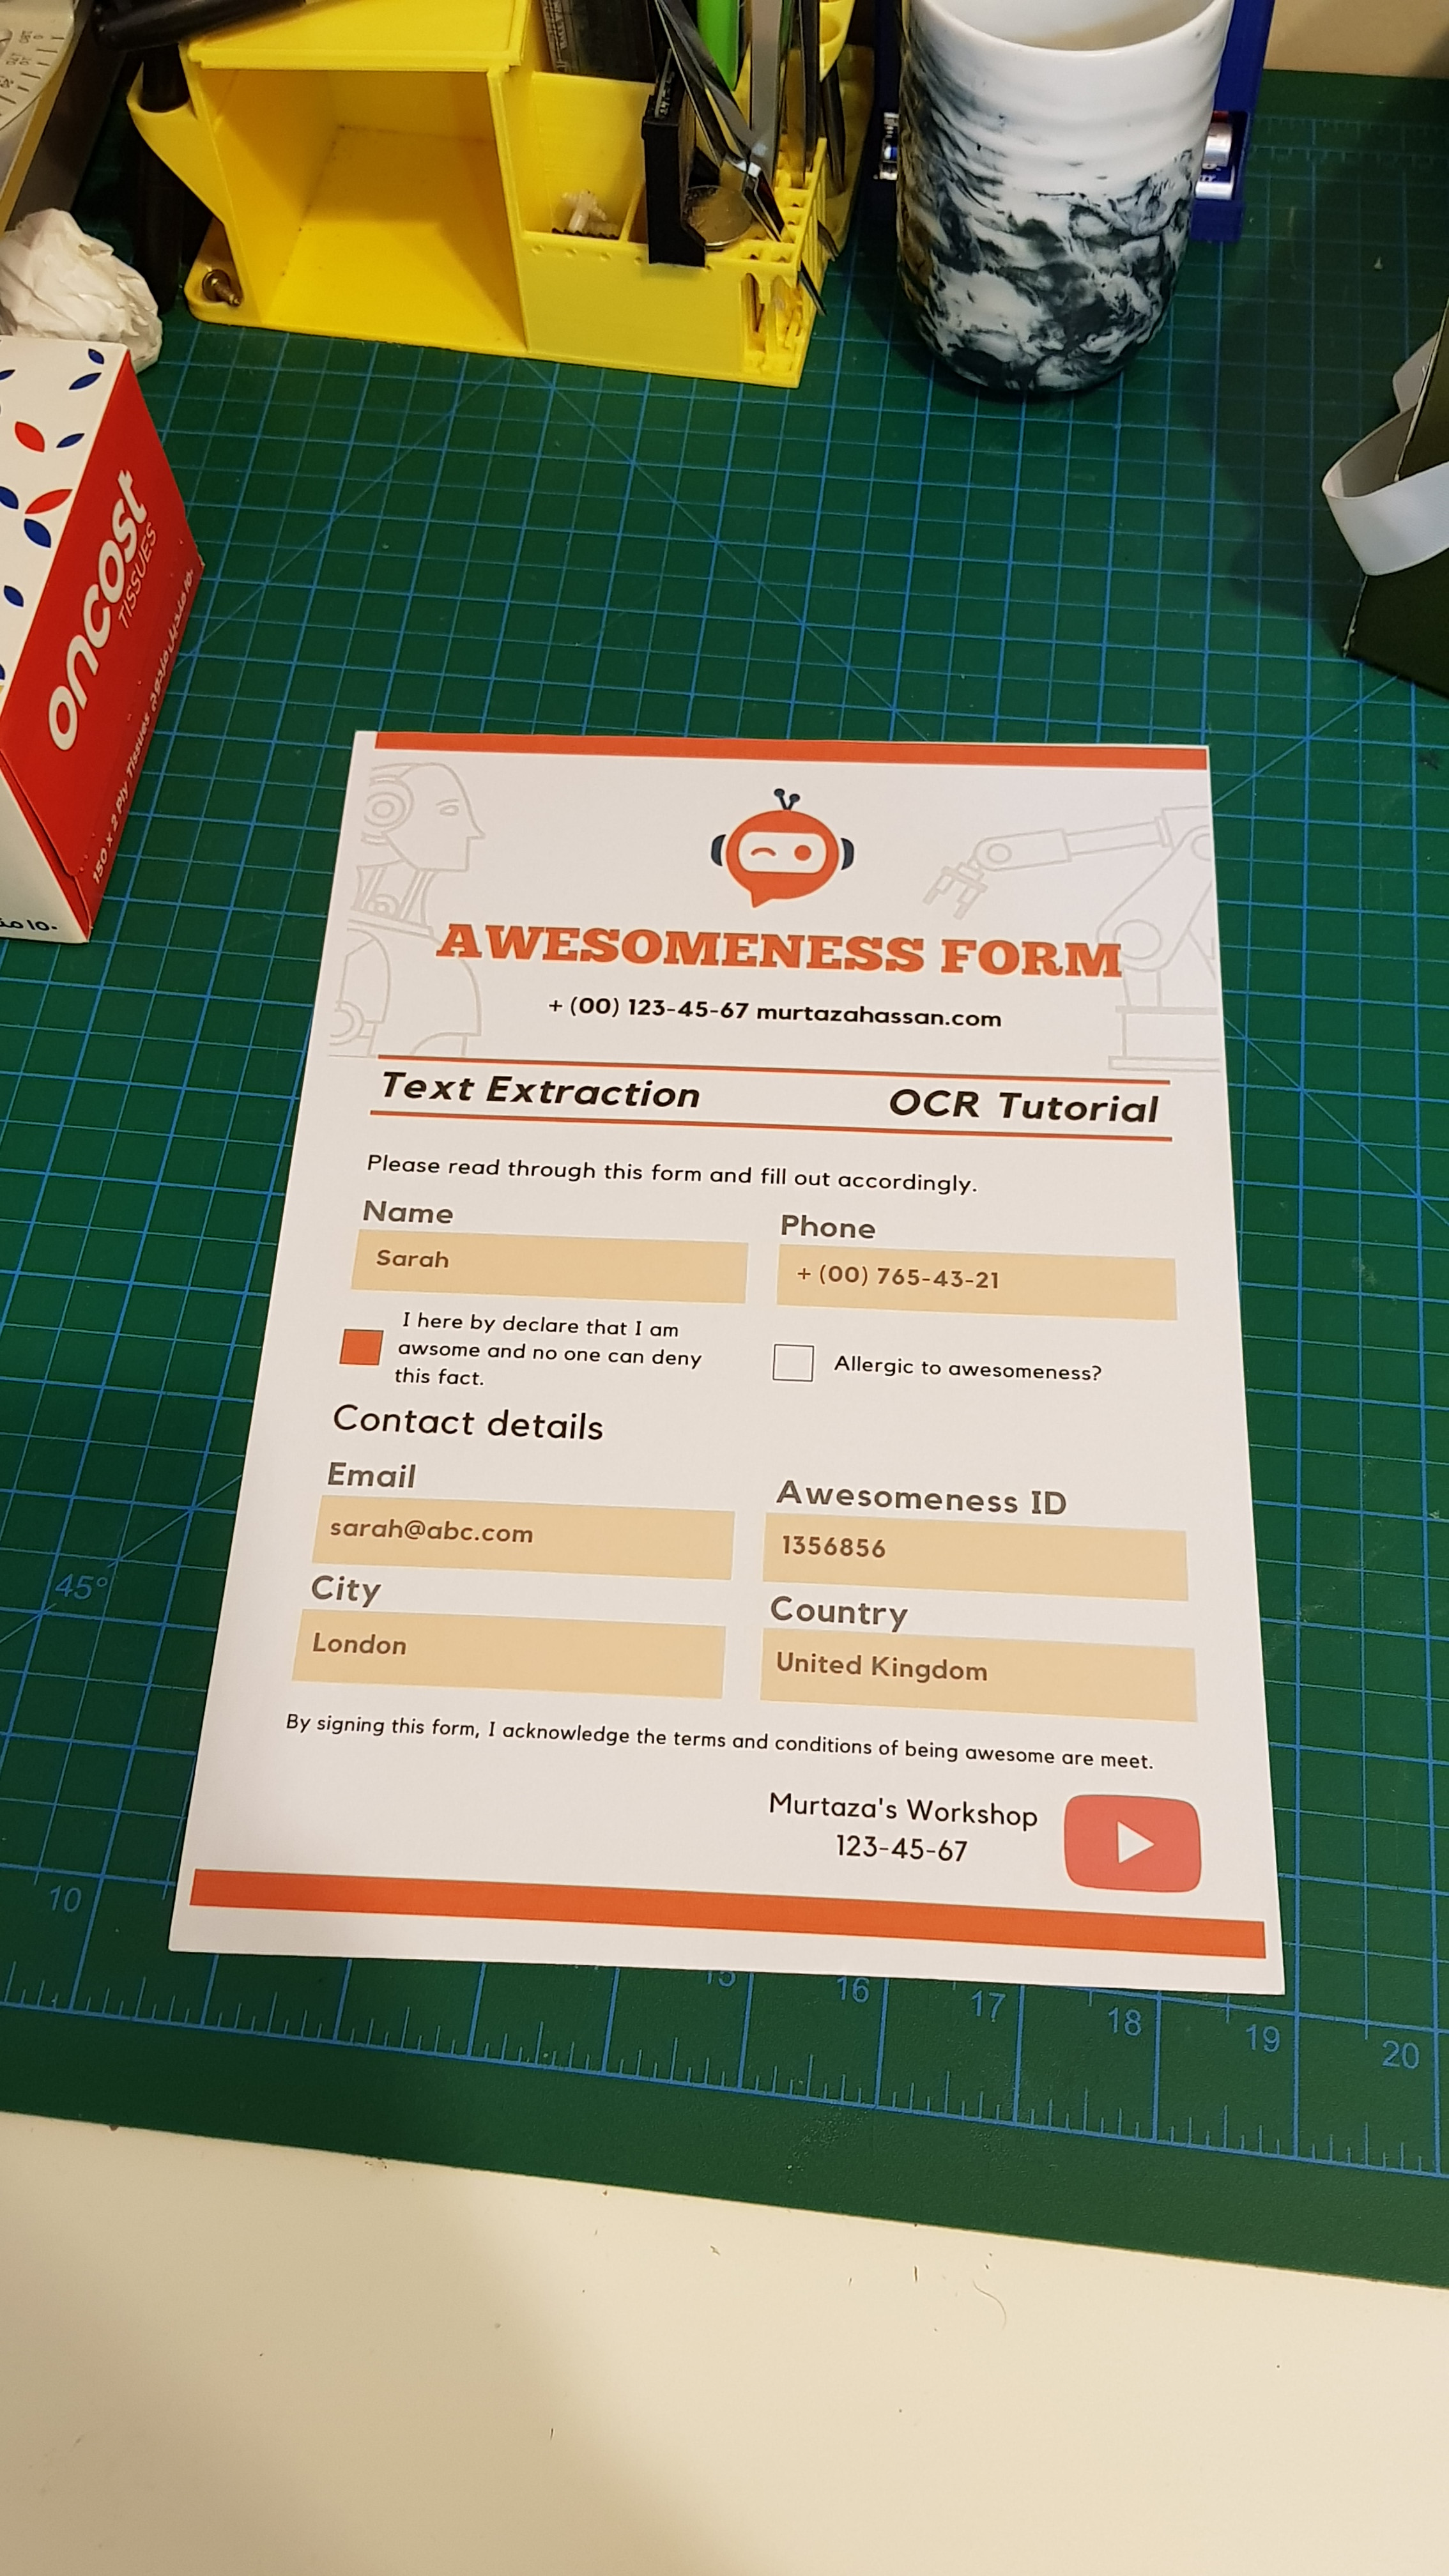 oncost
TISSUES
150 x 2 Ply Tissues
AWESOMENESS FORM
+ (00) 123-45-67 murtazahassan.com
Text Extraction OCR Tutorial
Please read through this form and fill out accordingly.
Name Phone
Sarah + (00) 765-43-21
I here by declare that I am
awsome and no one can deny
this fact.
Allergic to awesomeness?
Contact details
Email Awesomeness ID
sarah@abc.com 1356856
City Country
London United Kingdom
By signing this form, I acknowledge the terms and conditions of being awesome are meet.
Murtaza's Workshop
123-45-67
45°
10 15 16 17 18 19 20